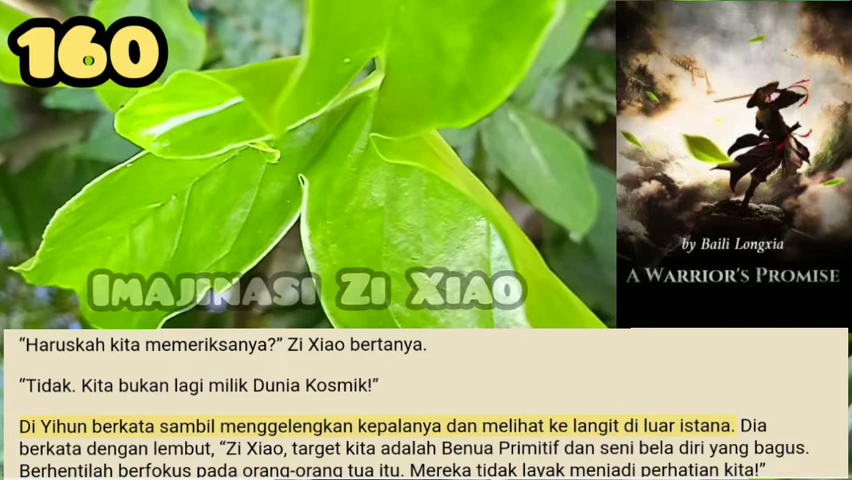 160
IMAJINASI ZI XIAO
by Baili Longxia
A WARRIOR'S PROMISE
“Haruskah kita memeriksanya?” Zi Xiao bertanya.
“Tidak. Kita bukan lagi milik Dunia Kosmik!”
Di Yihun berkata sambil menggelengkan kepalanya dan melihat ke langit di luar istana. Dia
berkata dengan lembut, “Zi Xiao, target kita adalah Benua Primitif dan seni bela diri yang bagus.
Berhentilah berfokus pada orang-orang tua itu. Mereka tidak layak menjadi perhatian kita!”